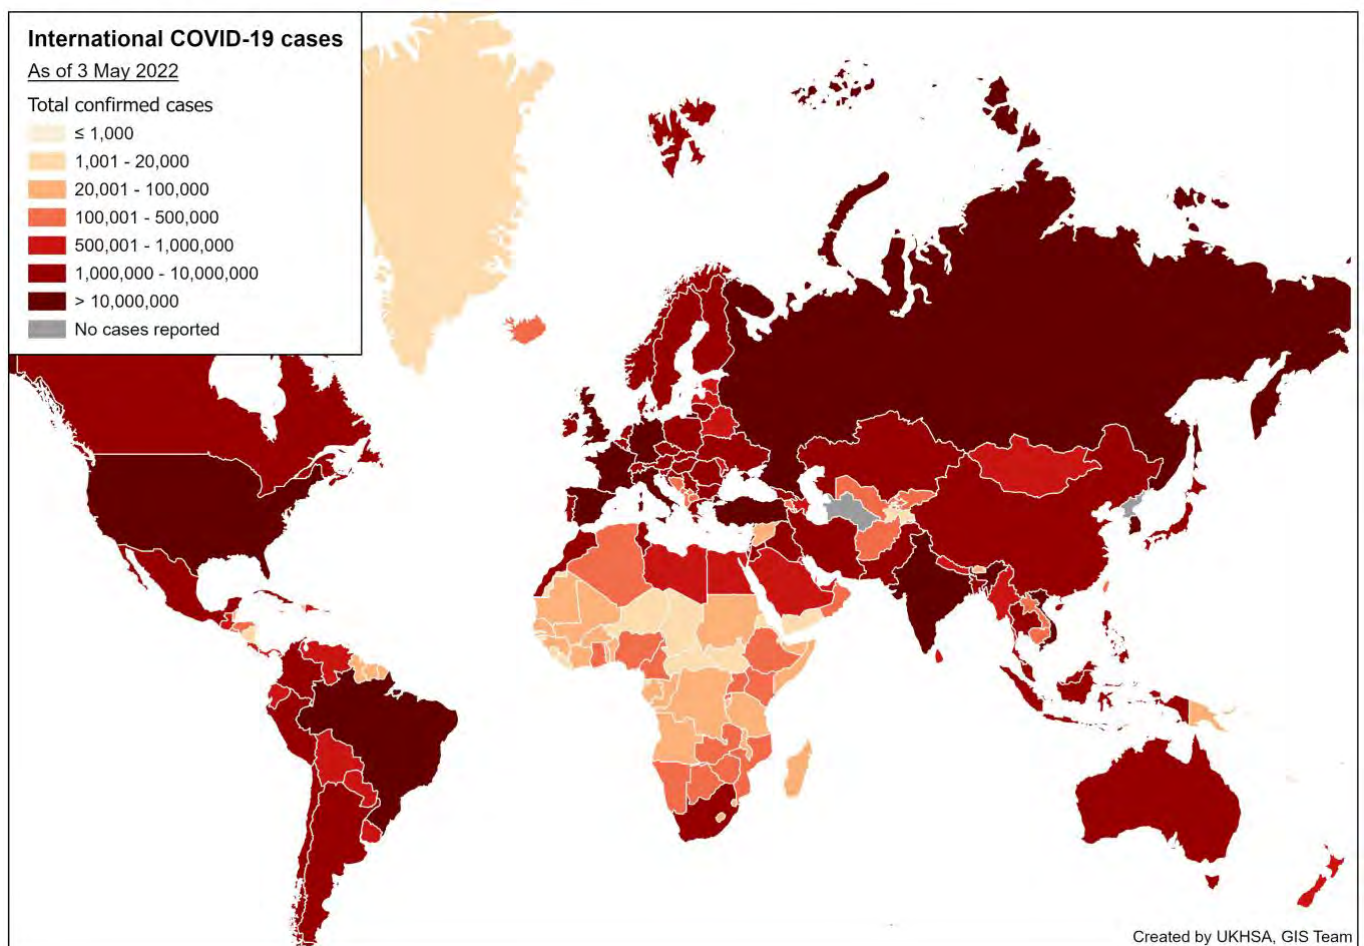 International COVID-19 cases
As of 3 May 2022
Total confirmed cases
≤ 1,000
1,001 - 20,000
20,001 - 100,000
100,001 - 500,000
500,001 - 1,000,000
1,000,000 - 10,000,000
> 10,000,000
No cases reported
Created by UKHSA, GIS Team